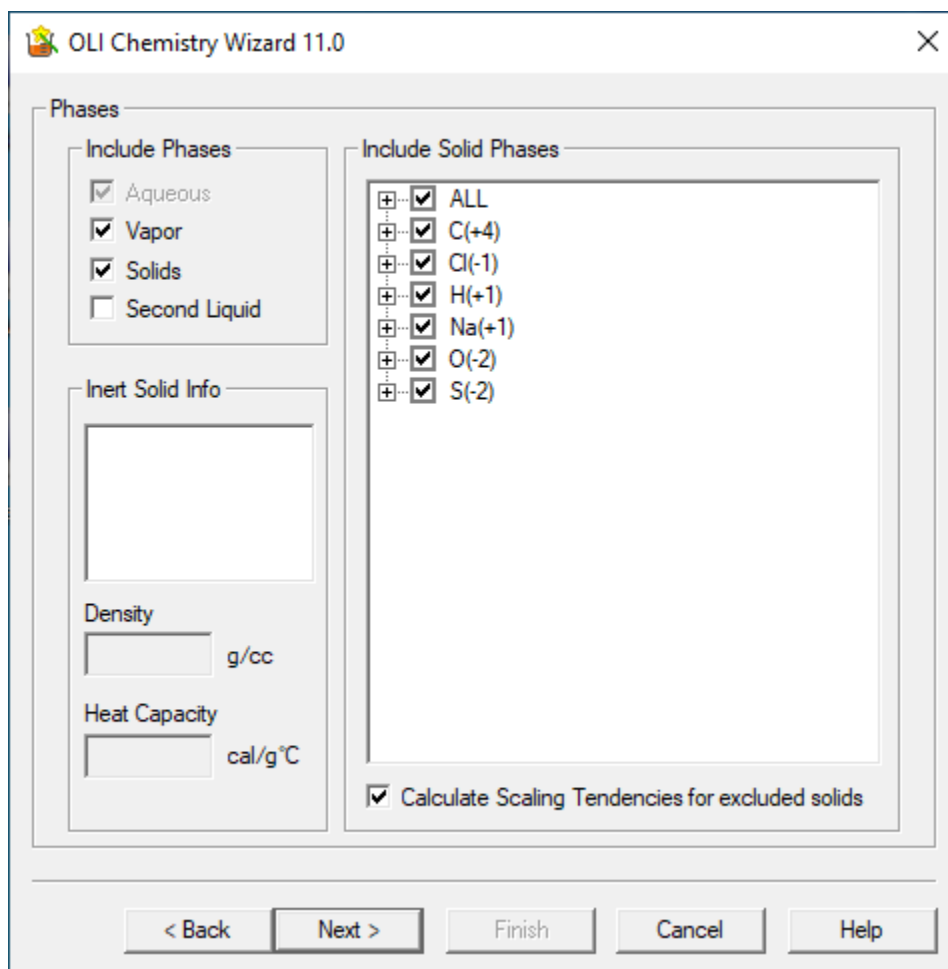 OLI Chemistry Wizard 11.0
Phases
Include Phases
Aqueous
Vapor
Solids
Second Liquid
Inert Solid Info
Density
g/cc
Heat Capacity
cal/g°C
Include Solid Phases
ALL
C(+4)
Cl(-1)
H(+1)
Na(+1)
O(-2)
S(-2)
Calculate Scaling Tendencies for excluded solids
< Back
Next >
Finish
Cancel
Help